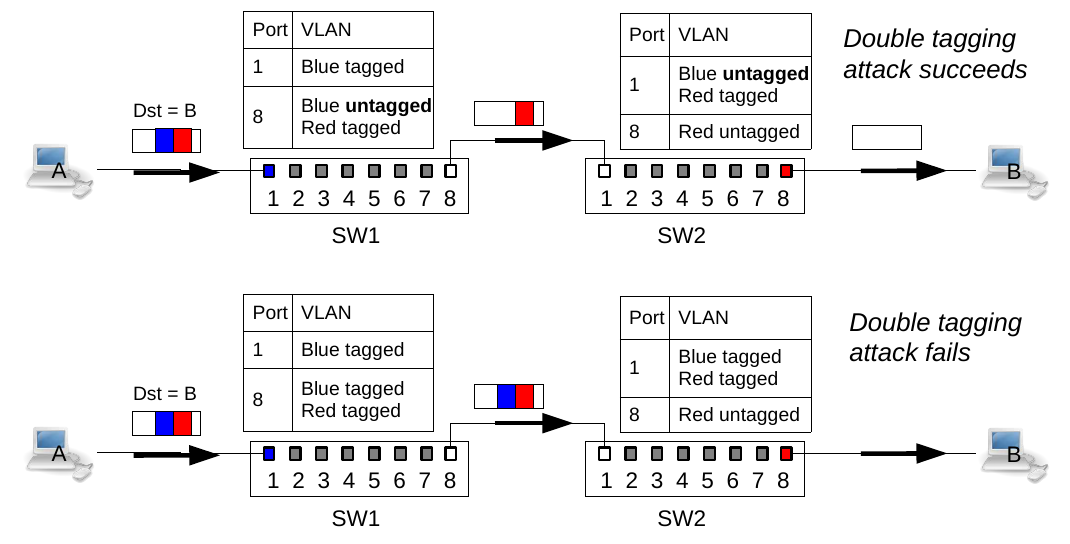 Port VLAN
1 Blue tagged
8 Blue untagged
Red tagged
Port VLAN
1 Blue untagged
Red tagged
8 Red untagged
Double tagging
attack succeeds
Dst = B
A
B
1 2 3 4 5 6 7 8
1 2 3 4 5 6 7 8
SW1
SW2
Port VLAN
1 Blue tagged
8 Blue tagged
Red tagged
Port VLAN
1 Blue tagged
Red tagged
8 Red untagged
Double tagging
attack fails
Dst = B
A
B
1 2 3 4 5 6 7 8
1 2 3 4 5 6 7 8
SW1
SW2